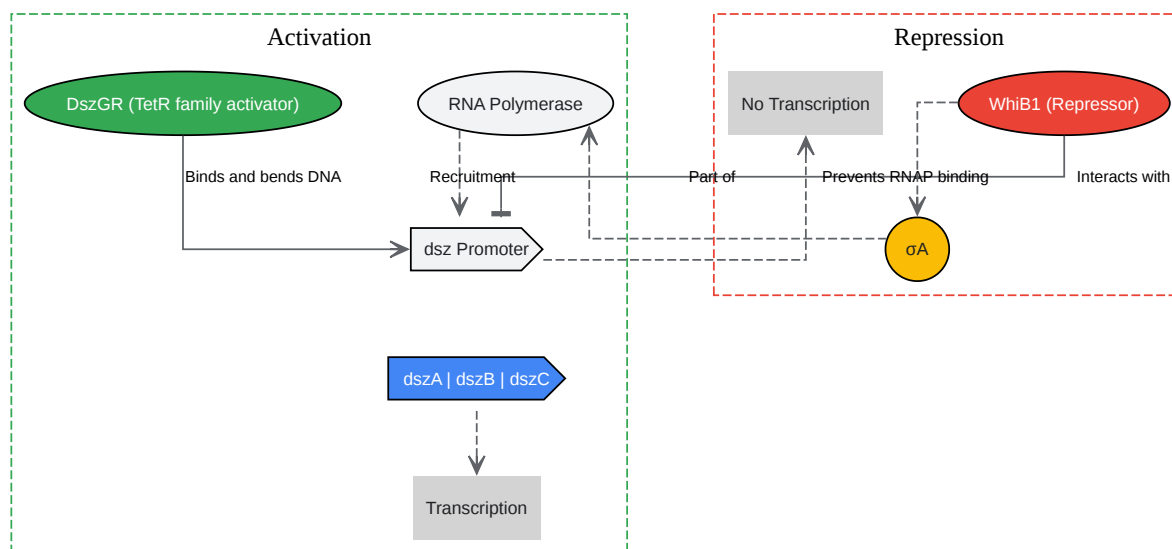 Activation
Repression
DszGR (TetR family activator)
RNA Polymerase
No Transcription
WhiB1 (Repressor)
Binds and bends DNA
Recruitment
Part of
Prevents RNAP binding
Interacts with
dsz Promoter
σA
dszA | dszB | dszC
Transcription